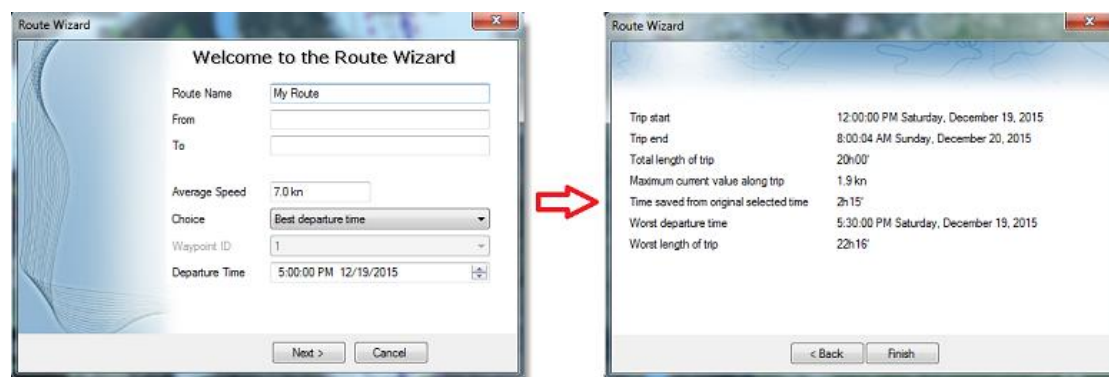 Route Wizard
Welcome to the Route Wizard
Route Name My Route
From
To
Average Speed 7.0 kn
Choice Best departure time
Waypoint ID 1
Departure Time 5:00:00 PM 12/19/2015
Next > Cancel
Route Wizard
Trip start 12:00:00 PM Saturday, December 19, 2015
Trip end 8:00:04 AM Sunday, December 20, 2015
Total length of trip 20h00'
Maximum current value along trip 1.9 kn
Time saved from original selected time 2h15'
Worst departure time 5:30:00 PM Saturday, December 19, 2015
Worst length of trip 22h16'
< Back Finish